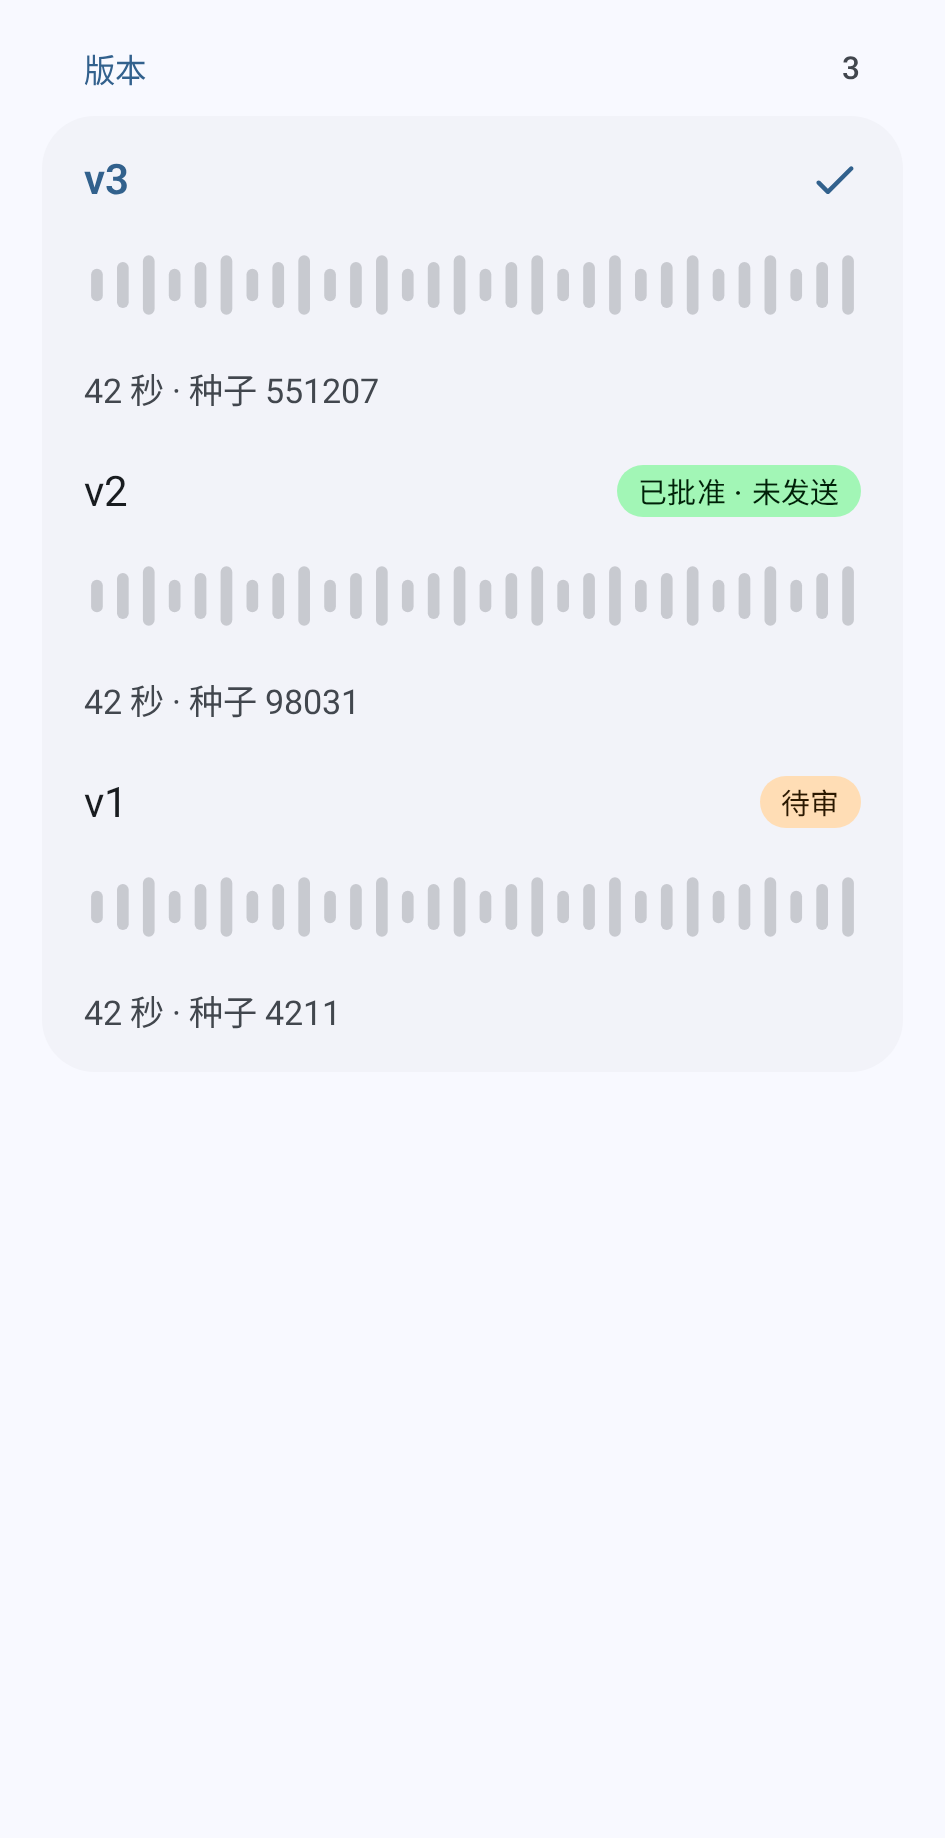 版本 3
v3
42 秒 · 种子 551207
v2 已批准 · 未发送
42 秒 · 种子 98031
v1 待审
42 秒 · 种子 4211